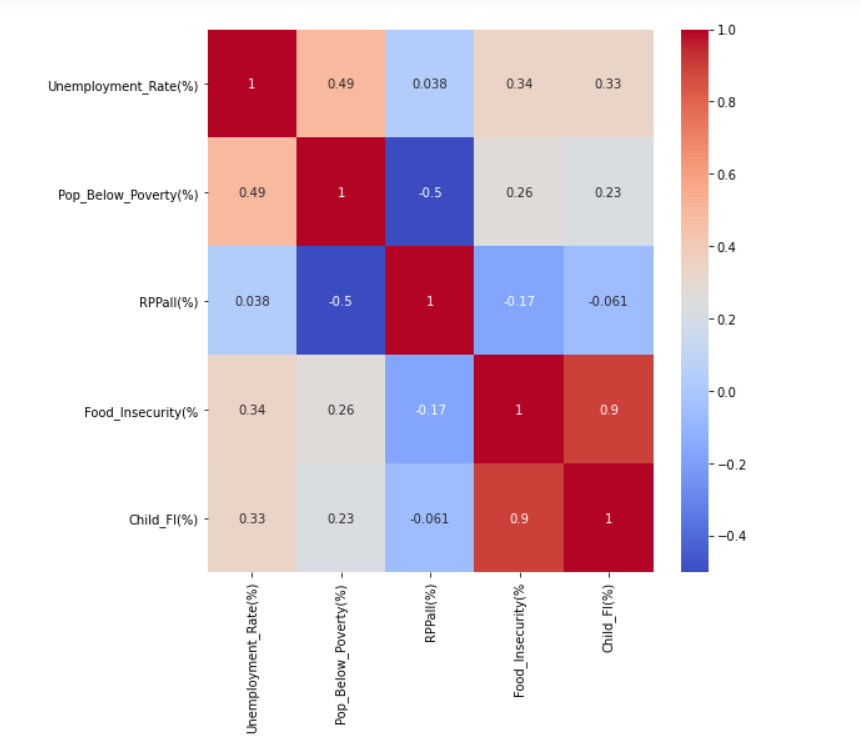 1.0
Unemployment_Rate(%) 1 0.49 0.038 0.34 0.33
0.8
Pop_Below_Poverty(%) 0.49 1 -0.5 0.26 0.23
0.6
0.4
RPPall(%) 0.038 -0.5 1 -0.17 -0.061
0.2
0.0
Food_Insecurity(% 0.34 0.26 -0.17 1 0.9
−0.2
Child_FI(%) 0.33 0.23 -0.061 0.9 1
−0.4
Unemployment_Rate(%)
Pop_Below_Poverty(%)
RPPall(%)
Food_Insecurity(%
Child_FI(%)